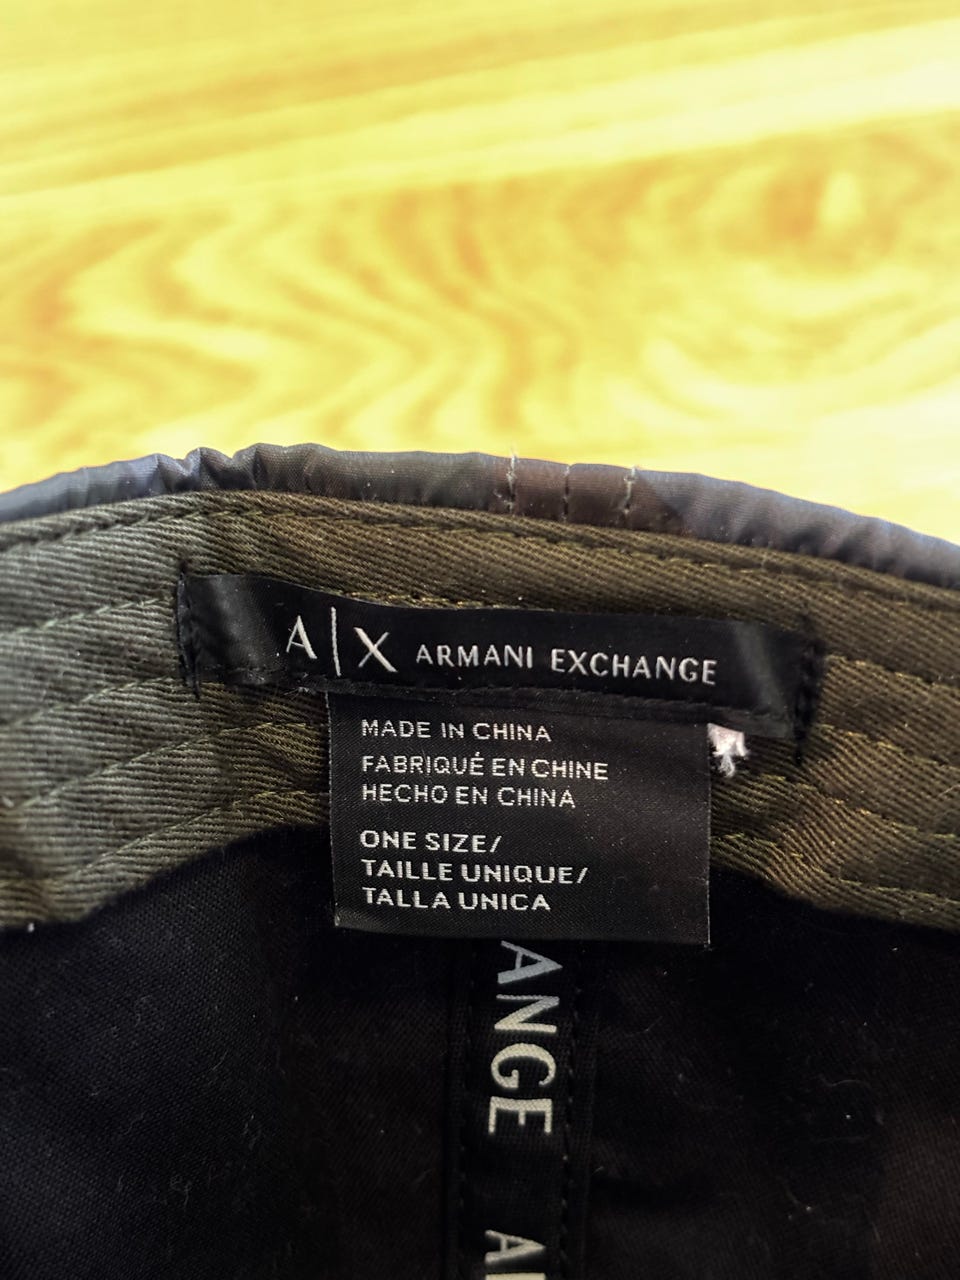 A|X ARMANI EXCHANGE
MADE IN CHINA
FABRIQUÉ EN CHINE
HECHO EN CHINA
ONE SIZE/
TAILLE UNIQUE/
TALLA UNICA
ANGE